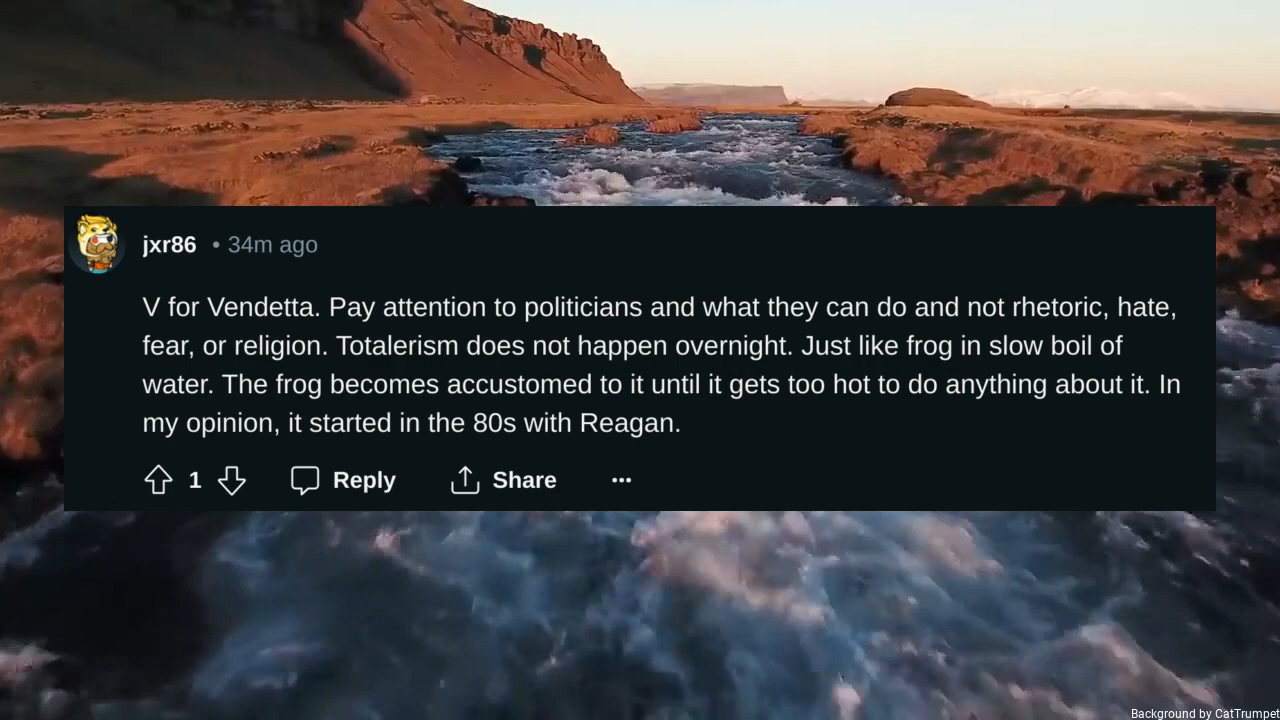 jxr86 • 34m ago
V for Vendetta. Pay attention to politicians and what they can do and not rhetoric, hate,
fear, or religion. Totalerism does not happen overnight. Just like frog in slow boil of
water. The frog becomes accustomed to it until it gets too hot to do anything about it. In
my opinion, it started in the 80s with Reagan.
1 Reply Share ···
Background by CatTrumpet